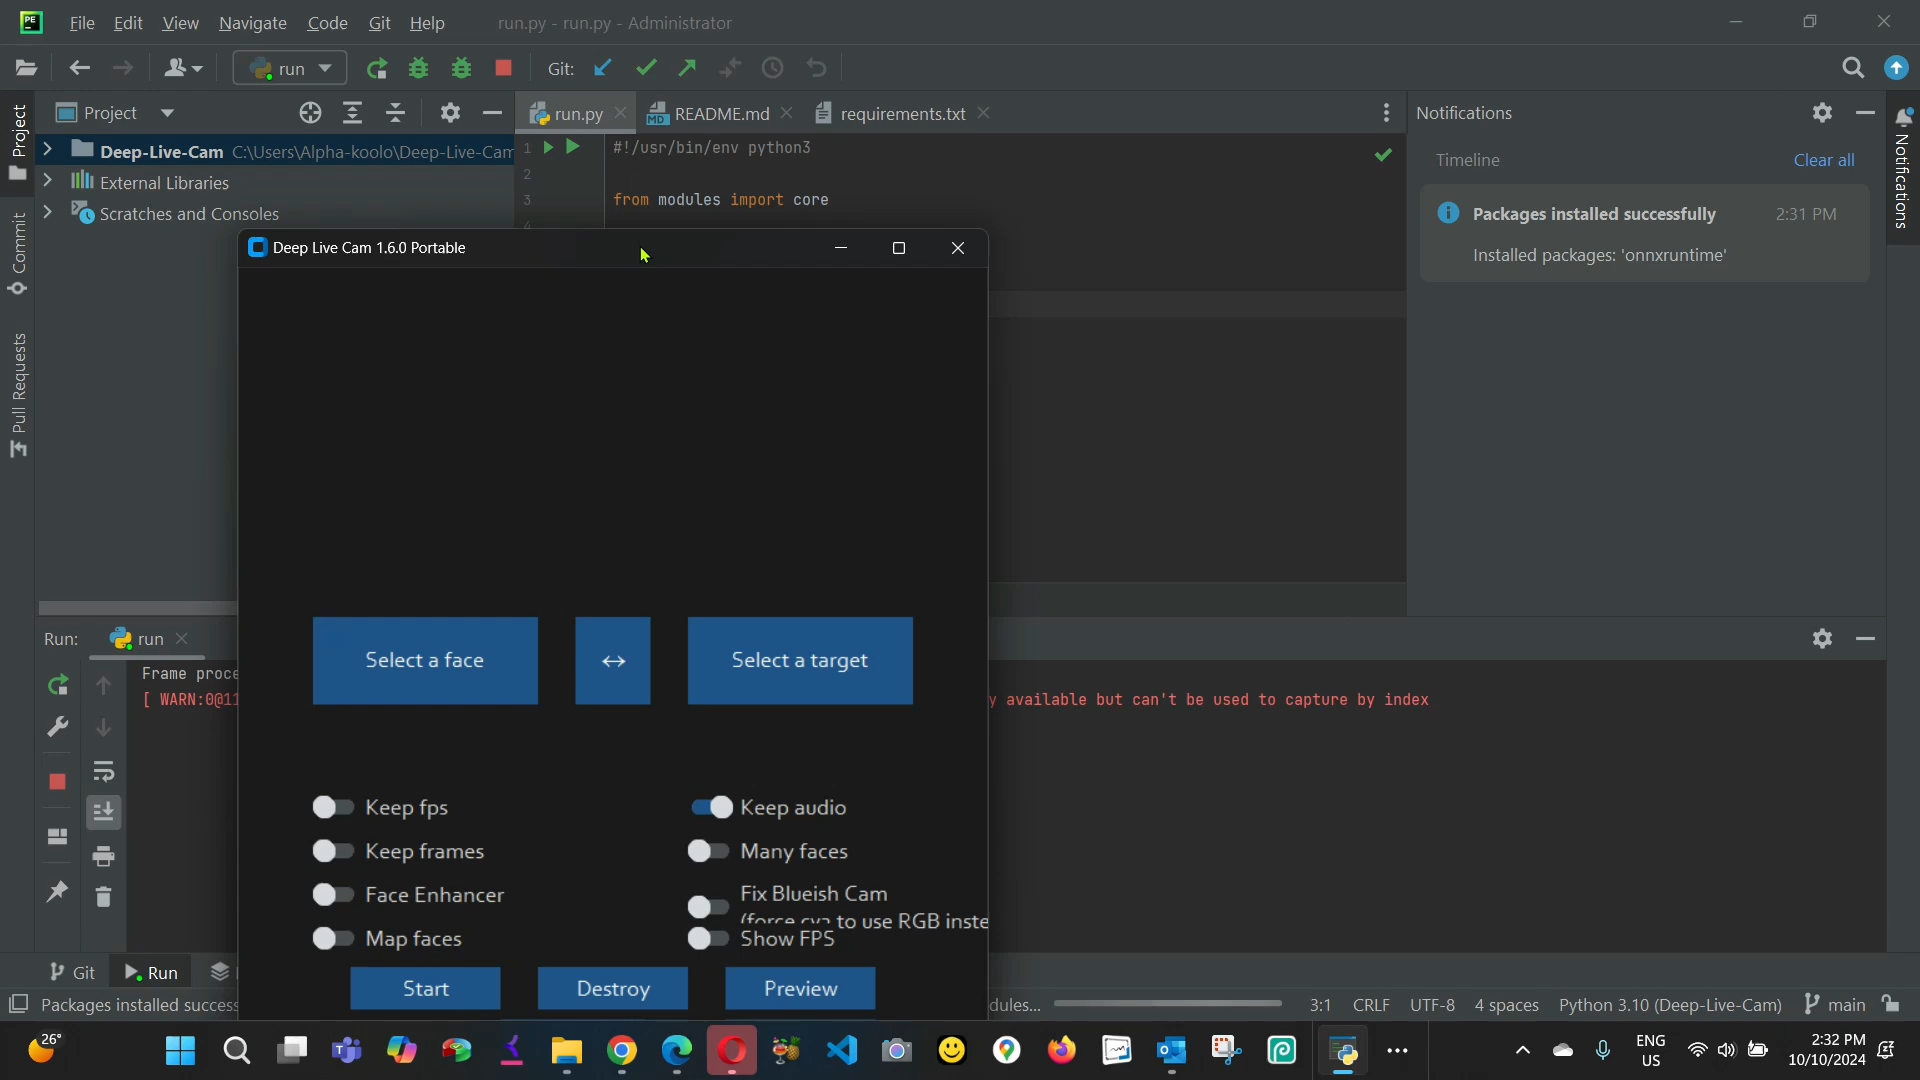 File Edit View Navigate Code Git Help run.py - run.py - Administrator
run Git:
Project run.py README.md requirements.txt Notifications
Project
Commit
Pull Requests
Notifications
Deep-Live-Cam C:\Users\Alpha-koolo\Deep-Live-Cam
External Libraries
Scratches and Consoles
1 #!/usr/bin/env python3
2
3 from modules import core
4
Timeline Clear all
Packages installed successfully 2:31 PM
Installed packages: 'onnxruntime'
Deep Live Cam 1.6.0 Portable
Select a face ↔ Select a target
Keep fps Keep audio
Keep frames Many faces
Face Enhancer Fix Blueish Cam
to use RGB inste
Map faces Show FPS
Start Destroy Preview
Run: run
Frame proce
[ WARN:0@11 y available but can't be used to capture by index
Git Run
Packages installed success dules... 3:1 CRLF UTF-8 4 spaces Python 3.10 (Deep-Live-Cam) main
26°
ENG
US
2:32 PM
10/10/2024